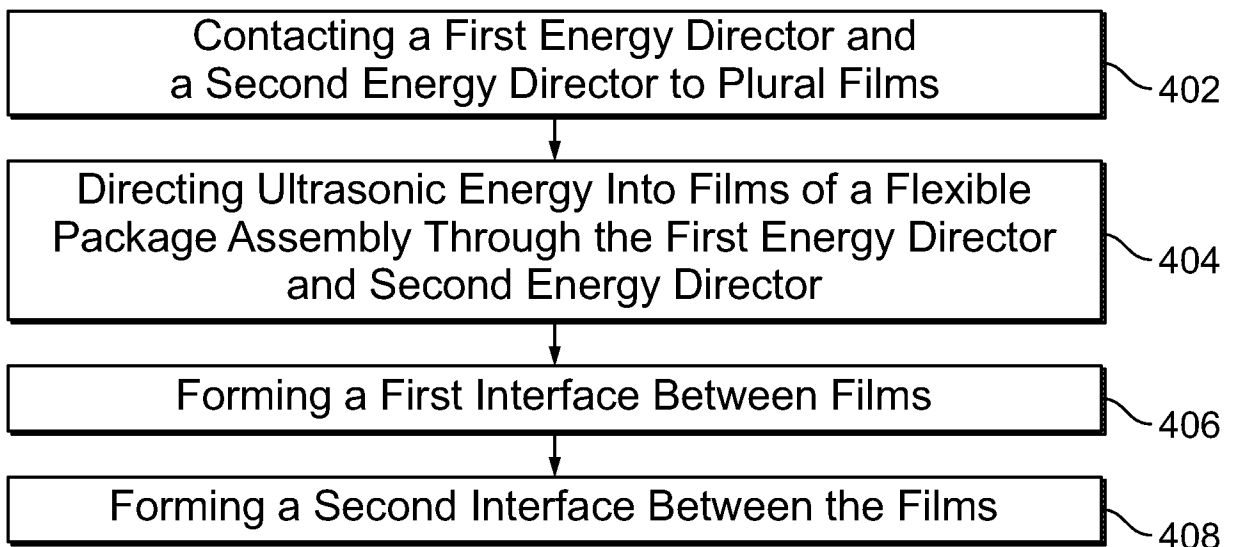 Contacting a First Energy Director and
a Second Energy Director to Plural Films
402
Directing Ultrasonic Energy Into Films of a Flexible
Package Assembly Through the First Energy Director
and Second Energy Director
404
Forming a First Interface Between Films
406
Forming a Second Interface Between the Films
408